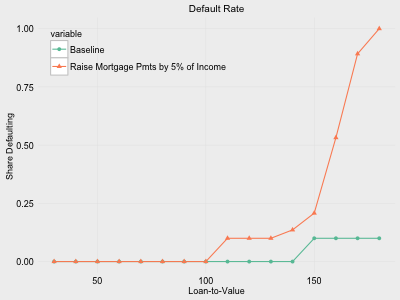 Default Rate
variable
Baseline
Raise Mortgage Pmts by 5% of Income
Share Defaulting
1.00
0.75
0.50
0.25
0.00
50
100
150
Loan-to-Value